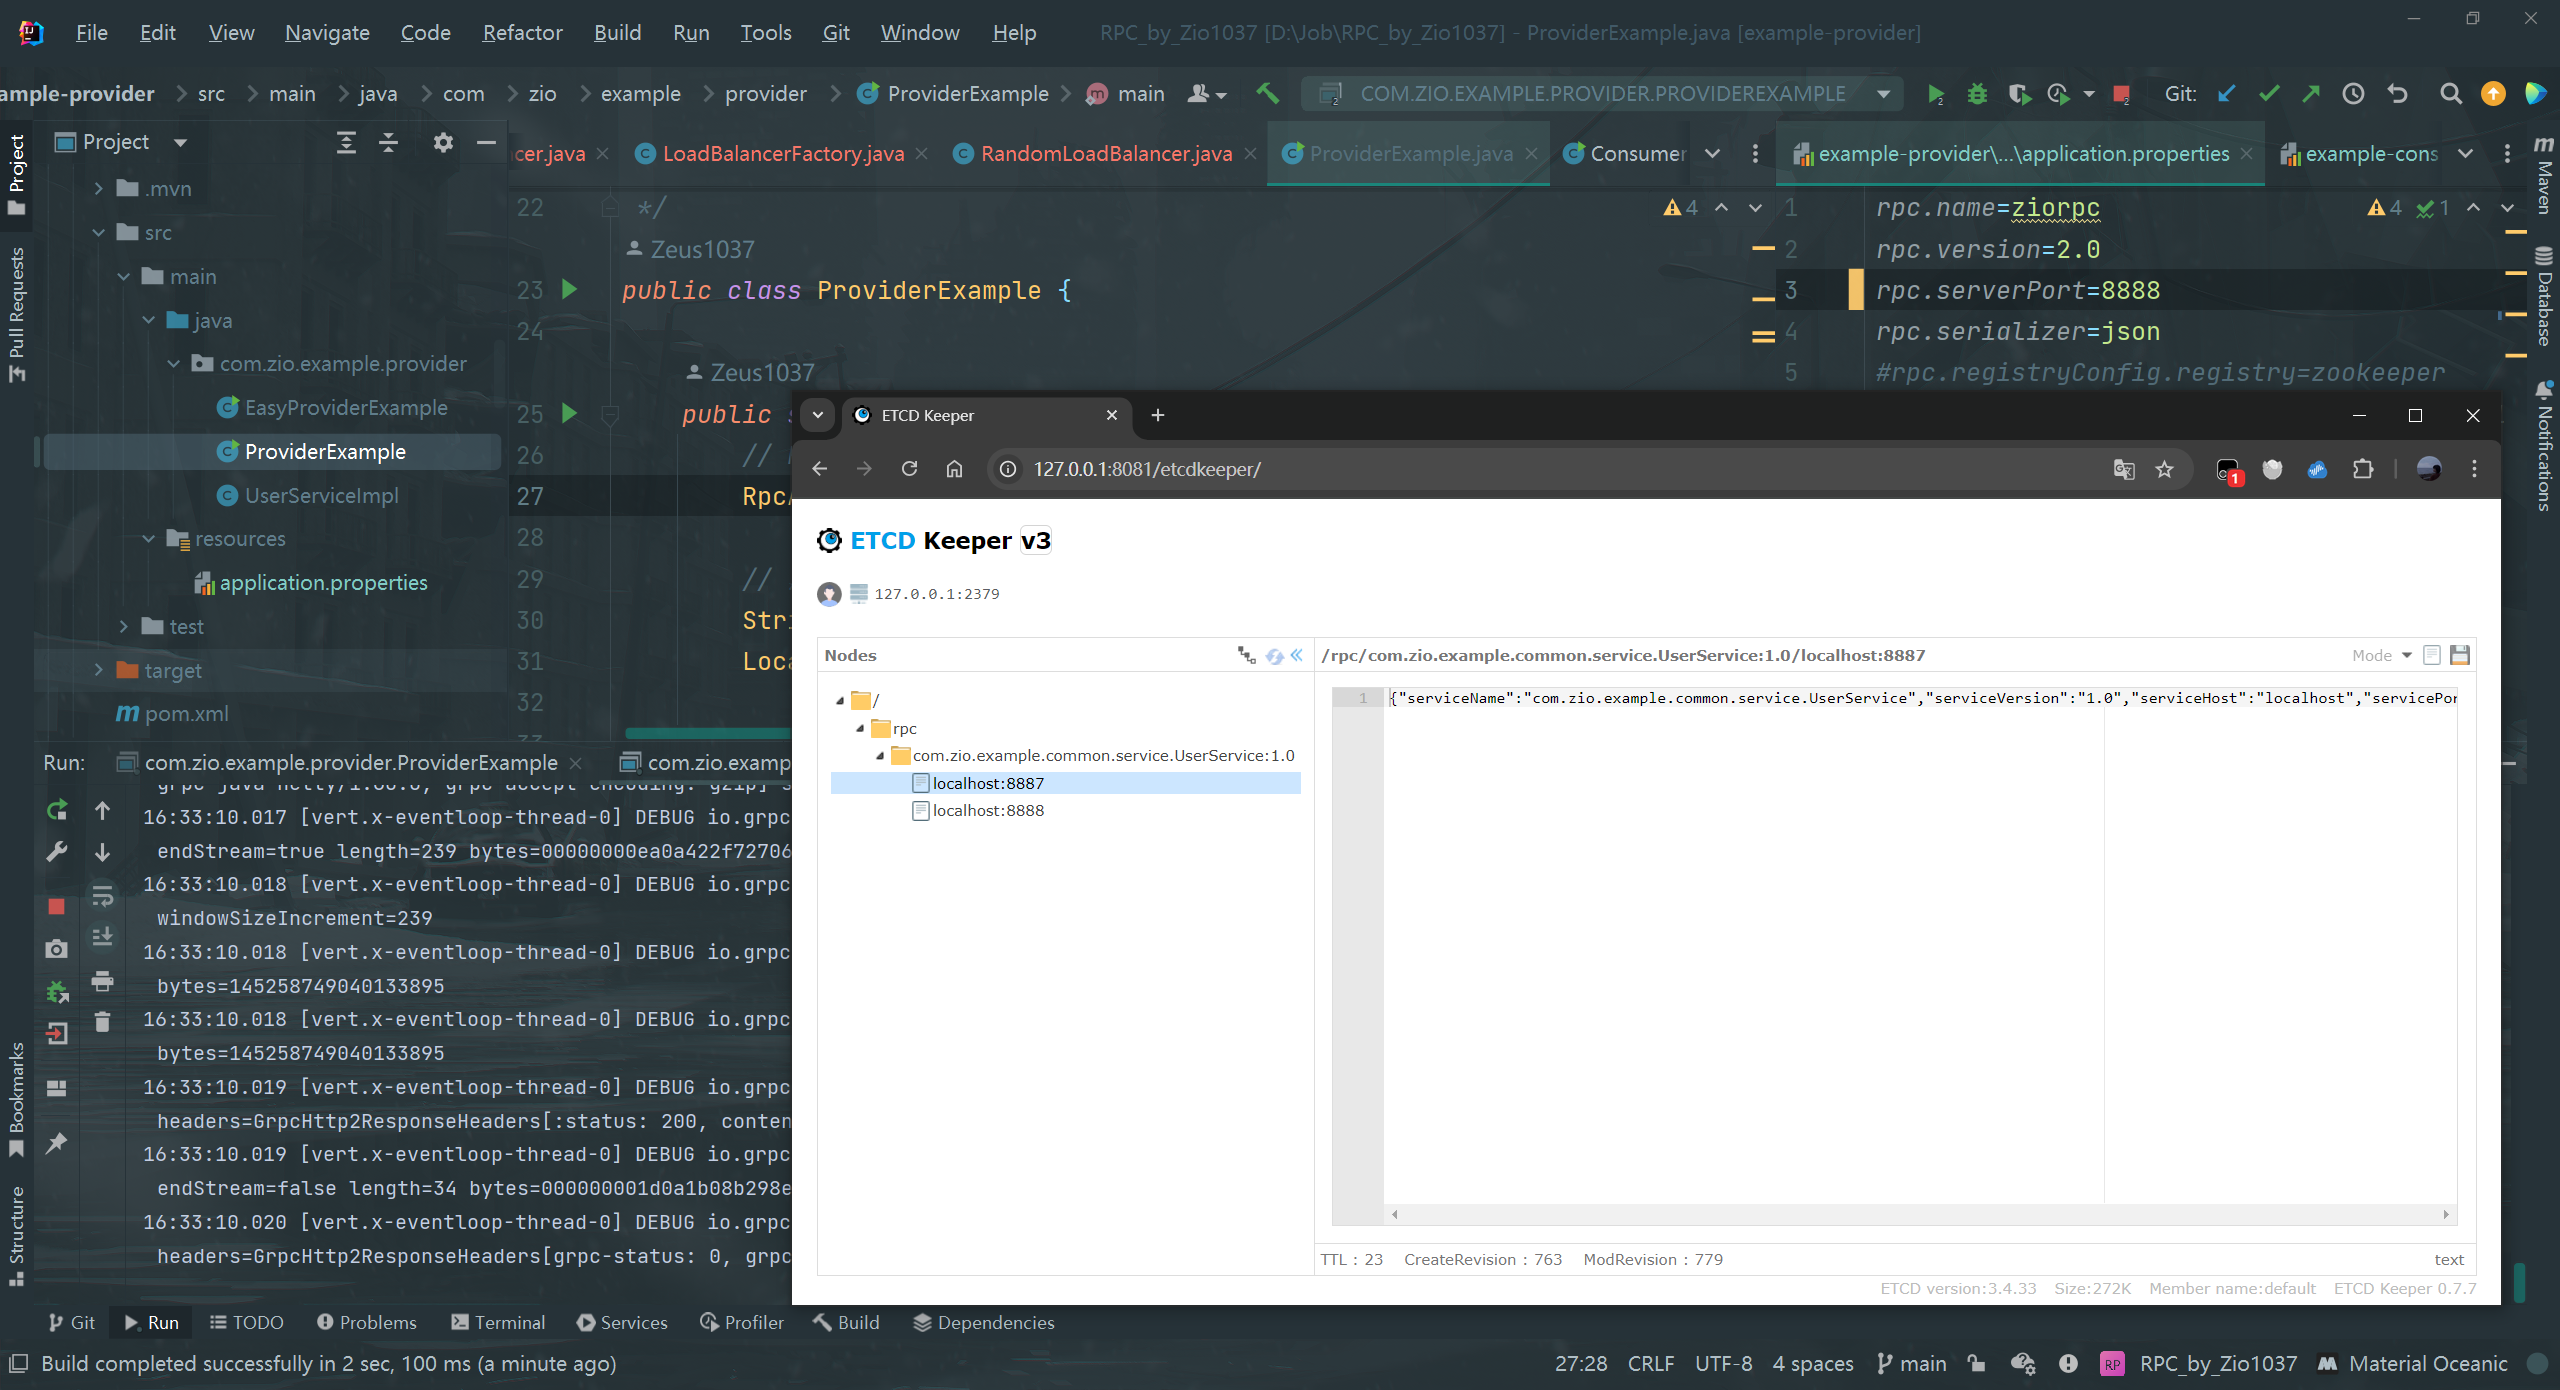 File Edit View Navigate Code Refactor Build Run Tools Git Window Help RPC_by_Zio1037 [D:\Job\RPC_by_Zio1037] - ProviderExample.java [example-provider]
ample-provider src main java com zio example provider ProviderExample main COM.ZIO.EXAMPLE.PROVIDER.PROVIDEREXAMPLE Git:
Project
Pull Requests
Bookmarks
Structure
Project
.mvn
src
main
java
com.zio.example.provider
EasyProviderExample
ProviderExample
UserServiceImpl
resources
application.properties
test
target
pom.xml
cer.java LoadBalancerFactory.java RandomLoadBalancer.java ProviderExample.java Consumer
22 */
Zeus1037
23 public class ProviderExample {
24
Zeus1037
25 public s
26 //
27 Rpc
28
29 //
30 Stri
31 Loca
32
4
example-provider\...\application.properties example-cons
4 1
1 rpc.name=ziorpc
2 rpc.version=2.0
3 rpc.serverPort=8888
4 rpc.serializer=json
5 #rpc.registryConfig.registry=zookeeper
Maven
Database
Notifications
ETCD Keeper
127.0.0.1:8081/etcdkeeper/
1
ETCD Keeper v3
127.0.0.1:2379
Nodes
/
rpc
com.zio.example.common.service.UserService:1.0
localhost:8887
localhost:8888
/rpc/com.zio.example.common.service.UserService:1.0/localhost:8887 Mode
1 {"serviceName":"com.zio.example.common.service.UserService","serviceVersion":"1.0","serviceHost":"localhost","servicePor
TTL : 23 CreateRevision : 763 ModRevision : 779 text
ETCD version:3.4.33 Size:272K Member name:default ETCD Keeper 0.7.7
Run: com.zio.example.provider.ProviderExample com.zio.examp
16:33:10.017 [vert.x-eventloop-thread-0] DEBUG io.grpc
endStream=true length=239 bytes=00000000ea0a422f72706
16:33:10.018 [vert.x-eventloop-thread-0] DEBUG io.grpc
windowSizeIncrement=239
16:33:10.018 [vert.x-eventloop-thread-0] DEBUG io.grpc
bytes=145258749040133895
16:33:10.018 [vert.x-eventloop-thread-0] DEBUG io.grpc
bytes=145258749040133895
16:33:10.019 [vert.x-eventloop-thread-0] DEBUG io.grpc
headers=GrpcHttp2ResponseHeaders[:status: 200, conten
16:33:10.019 [vert.x-eventloop-thread-0] DEBUG io.grpc
endStream=false length=34 bytes=000000001d0a1b08b298e
16:33:10.020 [vert.x-eventloop-thread-0] DEBUG io.grpc
headers=GrpcHttp2ResponseHeaders[grpc-status: 0, grpc
Git Run TODO Problems Terminal Services Profiler Build Dependencies
Build completed successfully in 2 sec, 100 ms (a minute ago) 27:28 CRLF UTF-8 4 spaces main RP RPC_by_Zio1037 Material Oceanic